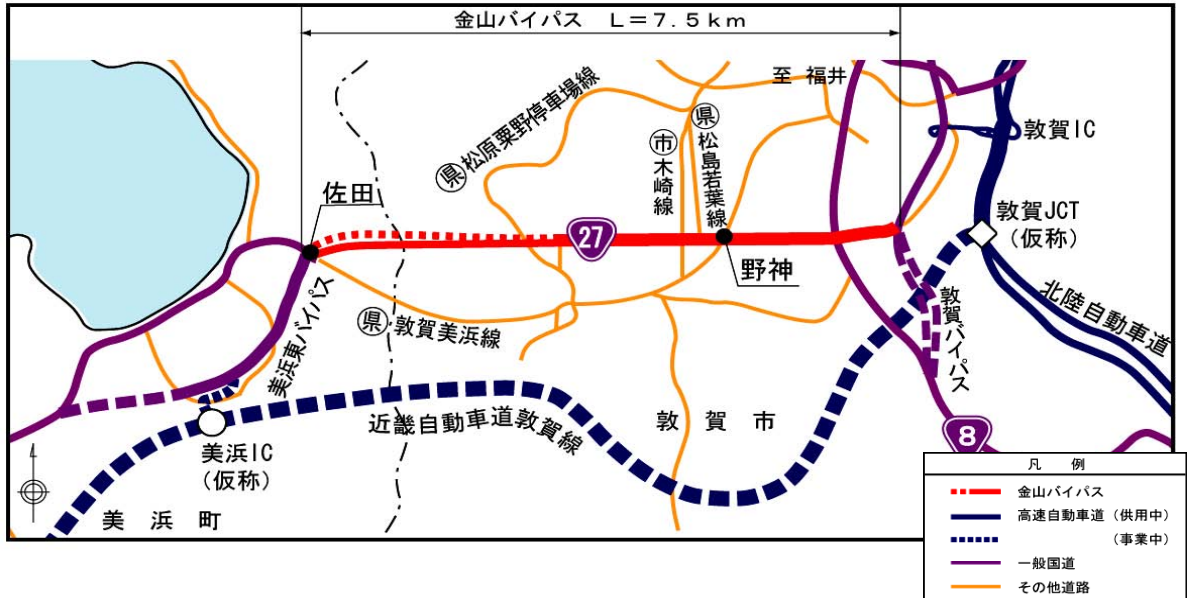 金山バイパス L=7.5km
至 福井
県松原粟野停車場線
市木崎線
県松島若葉線
敦賀IC
敦賀JCT
(仮称)
佐田
27
野神
県敦賀美浜線
美浜東バイパス
敦賀バイパス
北陸自動車道
近畿自動車道敦賀線
敦賀市
8
美浜IC
(仮称)
美浜町
凡 例
金山バイパス
高速自動車道 (供用中)
(事業中)
一般国道
その他道路